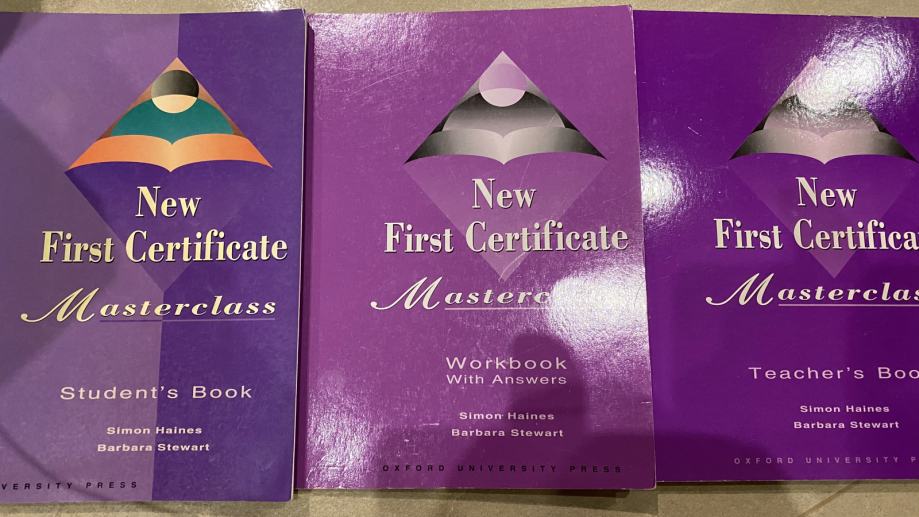 New
First Certificate
Masterclass
Student's Book
Simon Haines
Barbara Stewart
VERSITY PRESS
New
First Certificate
Masterc
Workbook
With Answers
Simon Haines
Barbara Stewart
OXFORD UNIVERSITY PRESS
New
First Certifica
Masterclas
Teacher's Boo
Simon Haines
Barbara Stewart
OXFORD UNIVERSITY P